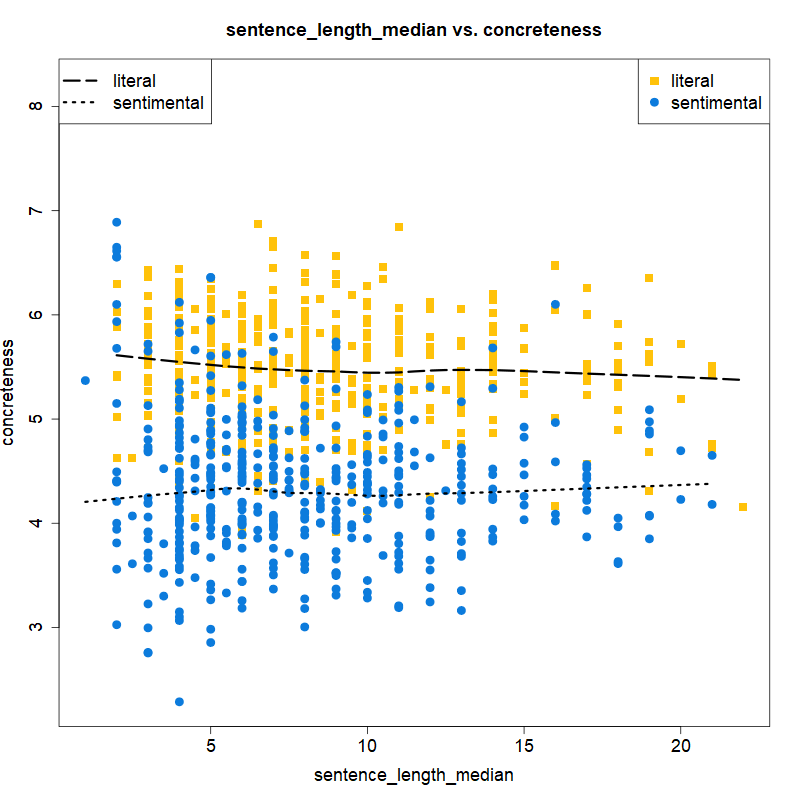 sentence_length_median vs. concreteness
literal
sentimental
literal
sentimental
concreteness
8
7
6
5
4
3
5 10 15 20
sentence_length_median